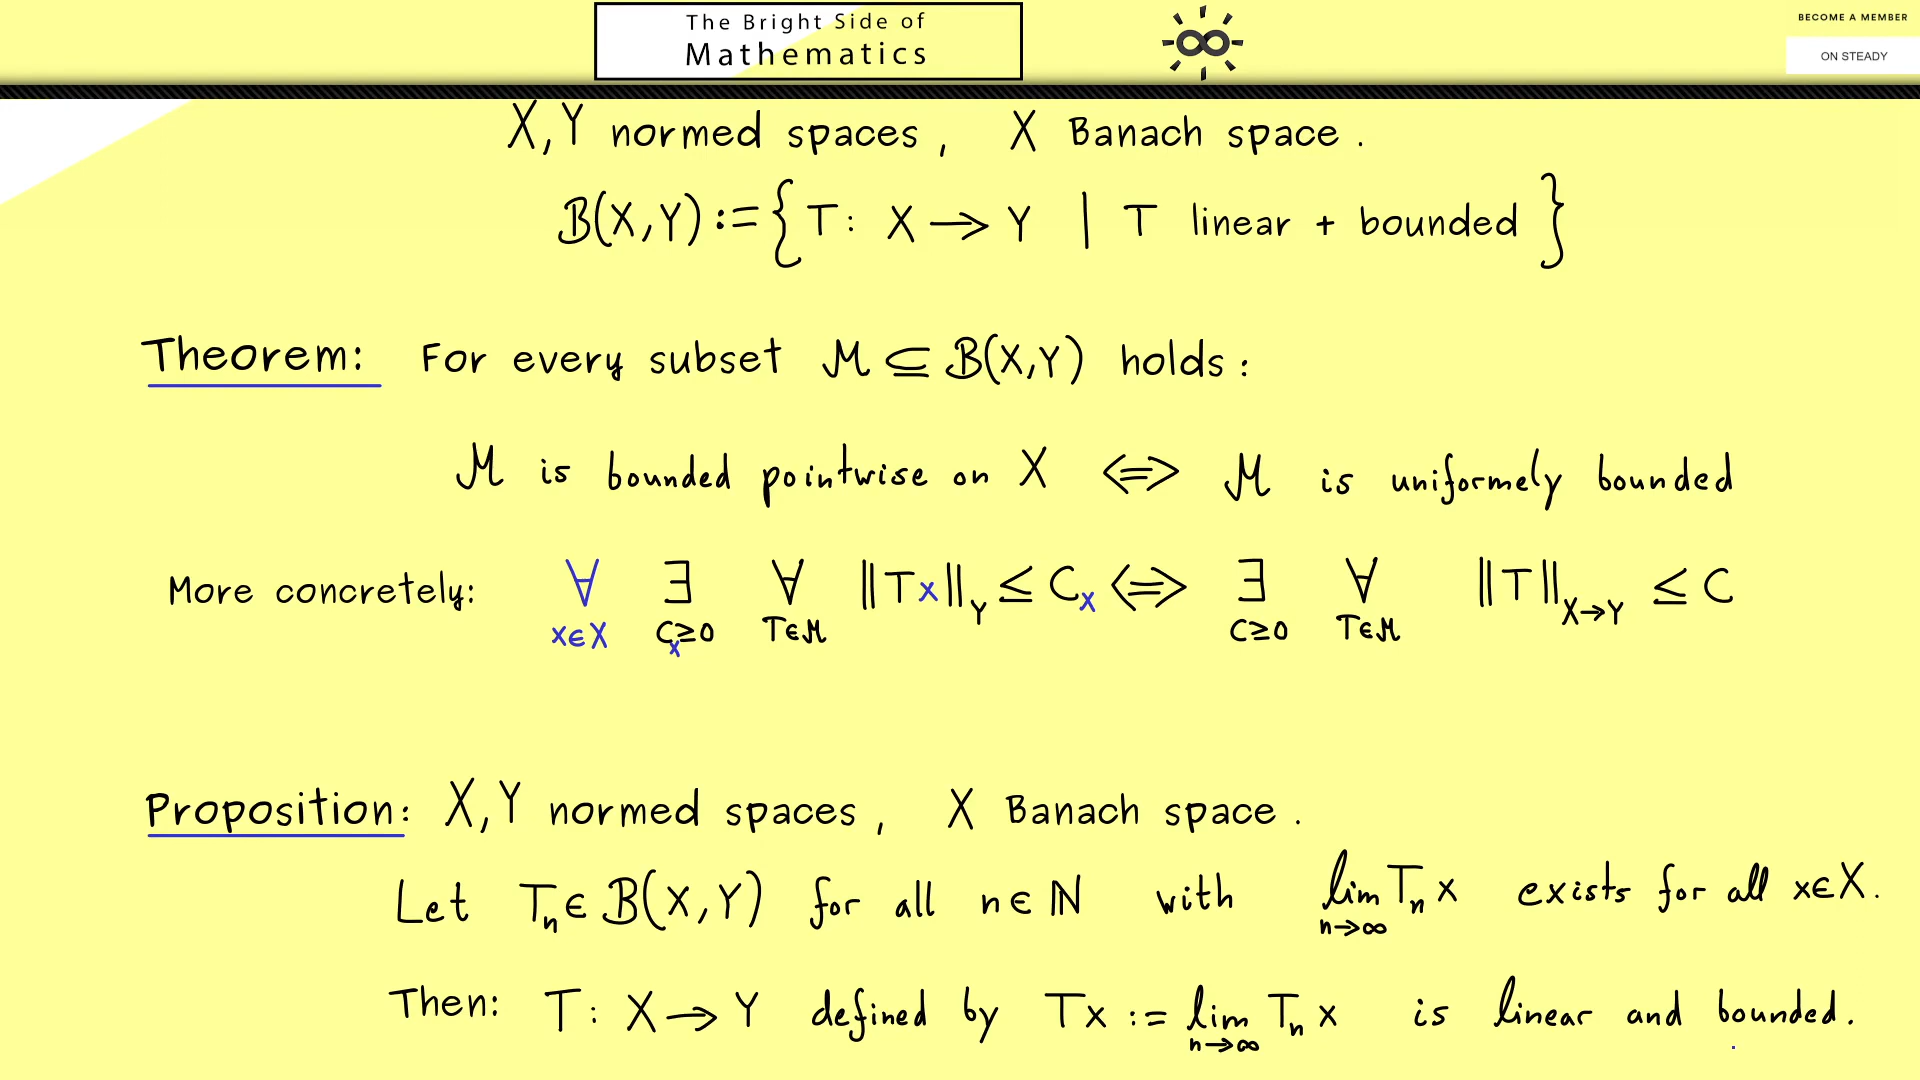 The Bright Side of
Mathematics
BECOME A MEMBER
ON STEADY
X, Y normed spaces, X Banach space.
B(X,Y) := { T: X → Y | T linear + bounded }
Theorem: For every subset M ⊆ B(X,Y) holds:
M is bounded pointwise on X ⟺ M is uniformely bounded
More concretely: ∀ ∃ ∀ ‖Tx‖_Y ≤ C_x ⟺ ∃ ∀ ‖T‖_{X→Y} ≤ C
x∈X C_x≥0 T∈M C≥0 T∈M
Proposition: X, Y normed spaces, X Banach space.
Let T_n ∈ B(X,Y) for all n ∈ ℕ with lim T_n x exists for all x∈X.
n→∞
Then: T: X → Y defined by Tx := lim T_n x is linear and bounded.
n→∞